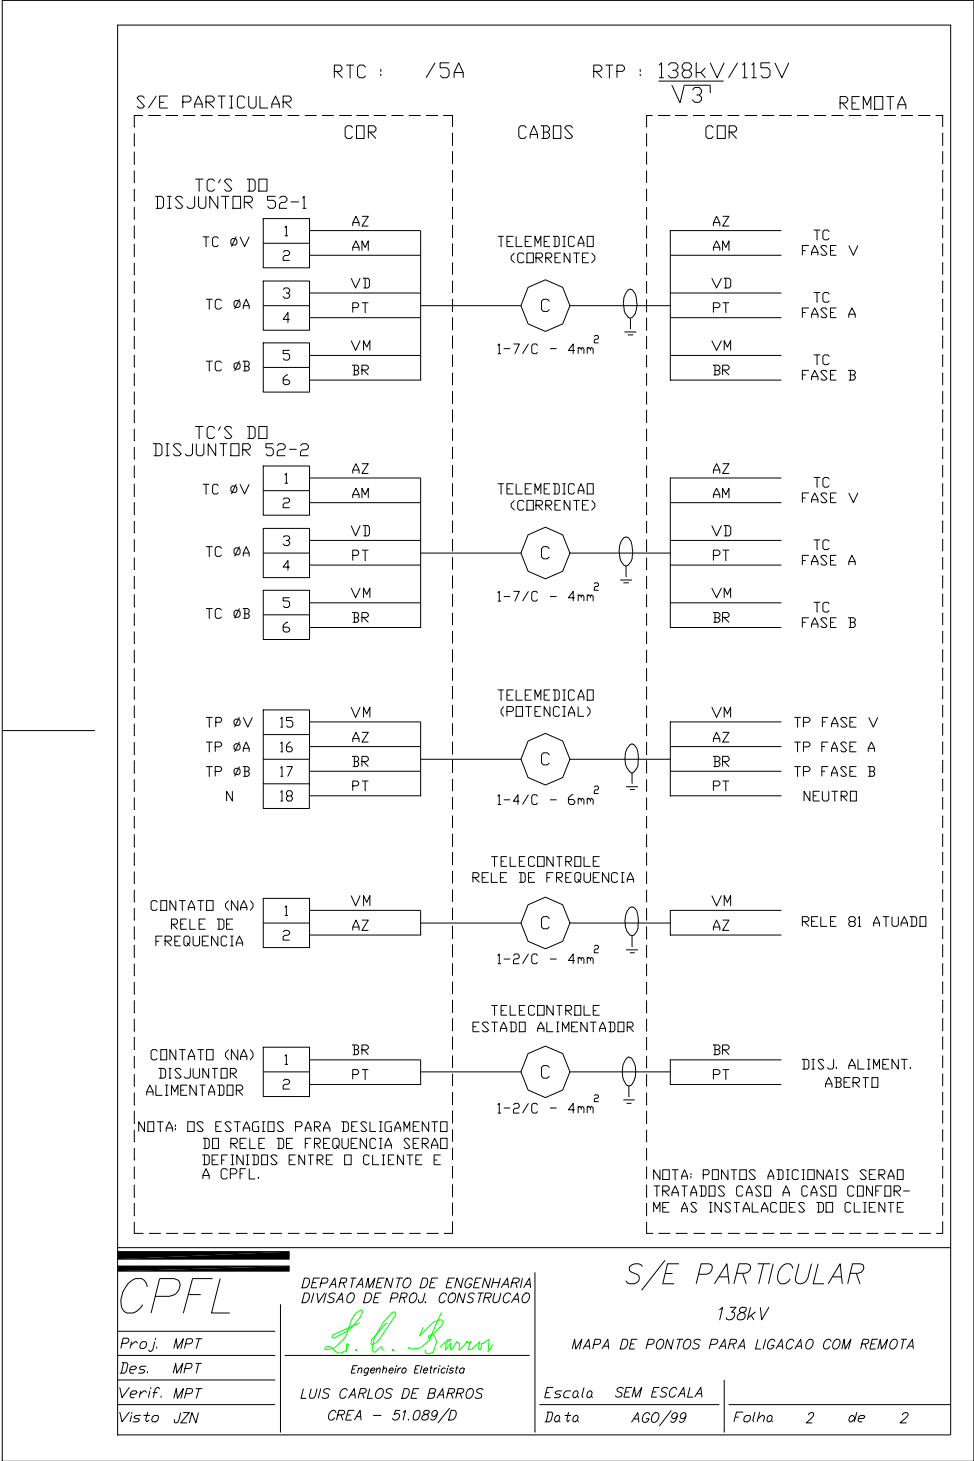 RTC : /5A
RTP : 138kV/115V
√3
S/E PARTICULAR
REMOTA
COR
CABOS
COR
TC'S DO
DISJUNTOR 52-1
TC ØV
1
2
AZ
AM
TC ØA
3
4
VD
PT
TC ØB
5
6
VM
BR
TELEMEDICAO
(CORRENTE)
C
1-7/C - 4mm²
AZ
AM
TC
FASE V
VD
PT
TC
FASE A
VM
BR
TC
FASE B
TC'S DO
DISJUNTOR 52-2
TC ØV
1
2
AZ
AM
TC ØA
3
4
VD
PT
TC ØB
5
6
VM
BR
TELEMEDICAO
(CORRENTE)
C
1-7/C - 4mm²
AZ
AM
TC
FASE V
VD
PT
TC
FASE A
VM
BR
TC
FASE B
TELEMEDICAO
(POTENCIAL)
TP ØV 15 VM
TP ØA 16 AZ
TP ØB 17 BR
N 18 PT
C
1-4/C - 6mm²
VM TP FASE V
AZ TP FASE A
BR TP FASE B
PT NEUTRO
TELECONTROLE
RELE DE FREQUENCIA
CONTATO (NA)
RELE DE
FREQUENCIA
1
2
VM
AZ
C
1-2/C - 4mm²
VM
AZ
RELE 81 ATUADO
TELECONTROLE
ESTADO ALIMENTADOR
CONTATO (NA)
DISJUNTOR
ALIMENTADOR
1
2
BR
PT
C
1-2/C - 4mm²
BR
PT
DISJ. ALIMENT.
ABERTO
NOTA: OS ESTAGIOS PARA DESLIGAMENTO
DO RELE DE FREQUENCIA SERAO
DEFINIDOS ENTRE O CLIENTE E
A CPFL.
NOTA: PONTOS ADICIONAIS SERAO
TRATADOS CASO A CASO CONFOR-
ME AS INSTALACOES DO CLIENTE
CPFL
Proj. MPT
Des. MPT
Verif. MPT
Visto JZN
DEPARTAMENTO DE ENGENHARIA
DIVISAO DE PROJ. CONSTRUCAO
L. C. Barros
Engenheiro Eletricista
LUIS CARLOS DE BARROS
CREA - 51.089/D
S/E PARTICULAR
138kV
MAPA DE PONTOS PARA LIGACAO COM REMOTA
Escala SEM ESCALA
Data AGO/99
Folha 2 de 2